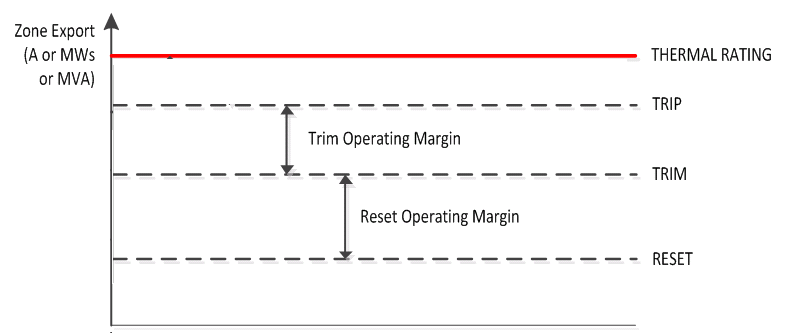 Zone Export
(A or MWs
or MVA)
THERMAL RATING
TRIP
Trim Operating Margin
TRIM
Reset Operating Margin
RESET